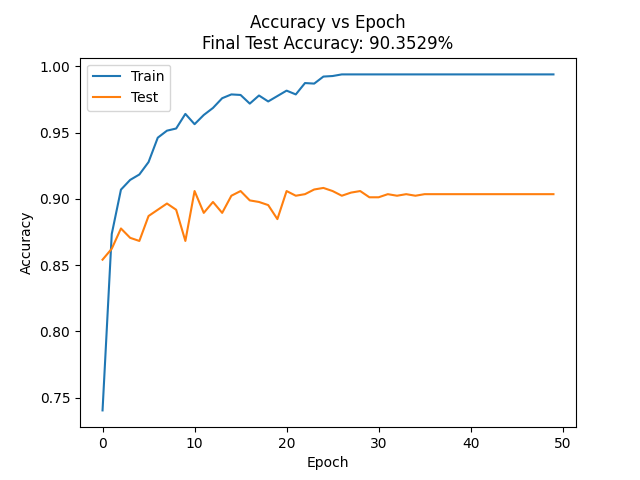 Accuracy vs Epoch
Final Test Accuracy: 90.3529%
Train
Test
1.00
0.95
0.90
0.85
0.80
0.75
Accuracy
0
10
20
30
40
50
Epoch